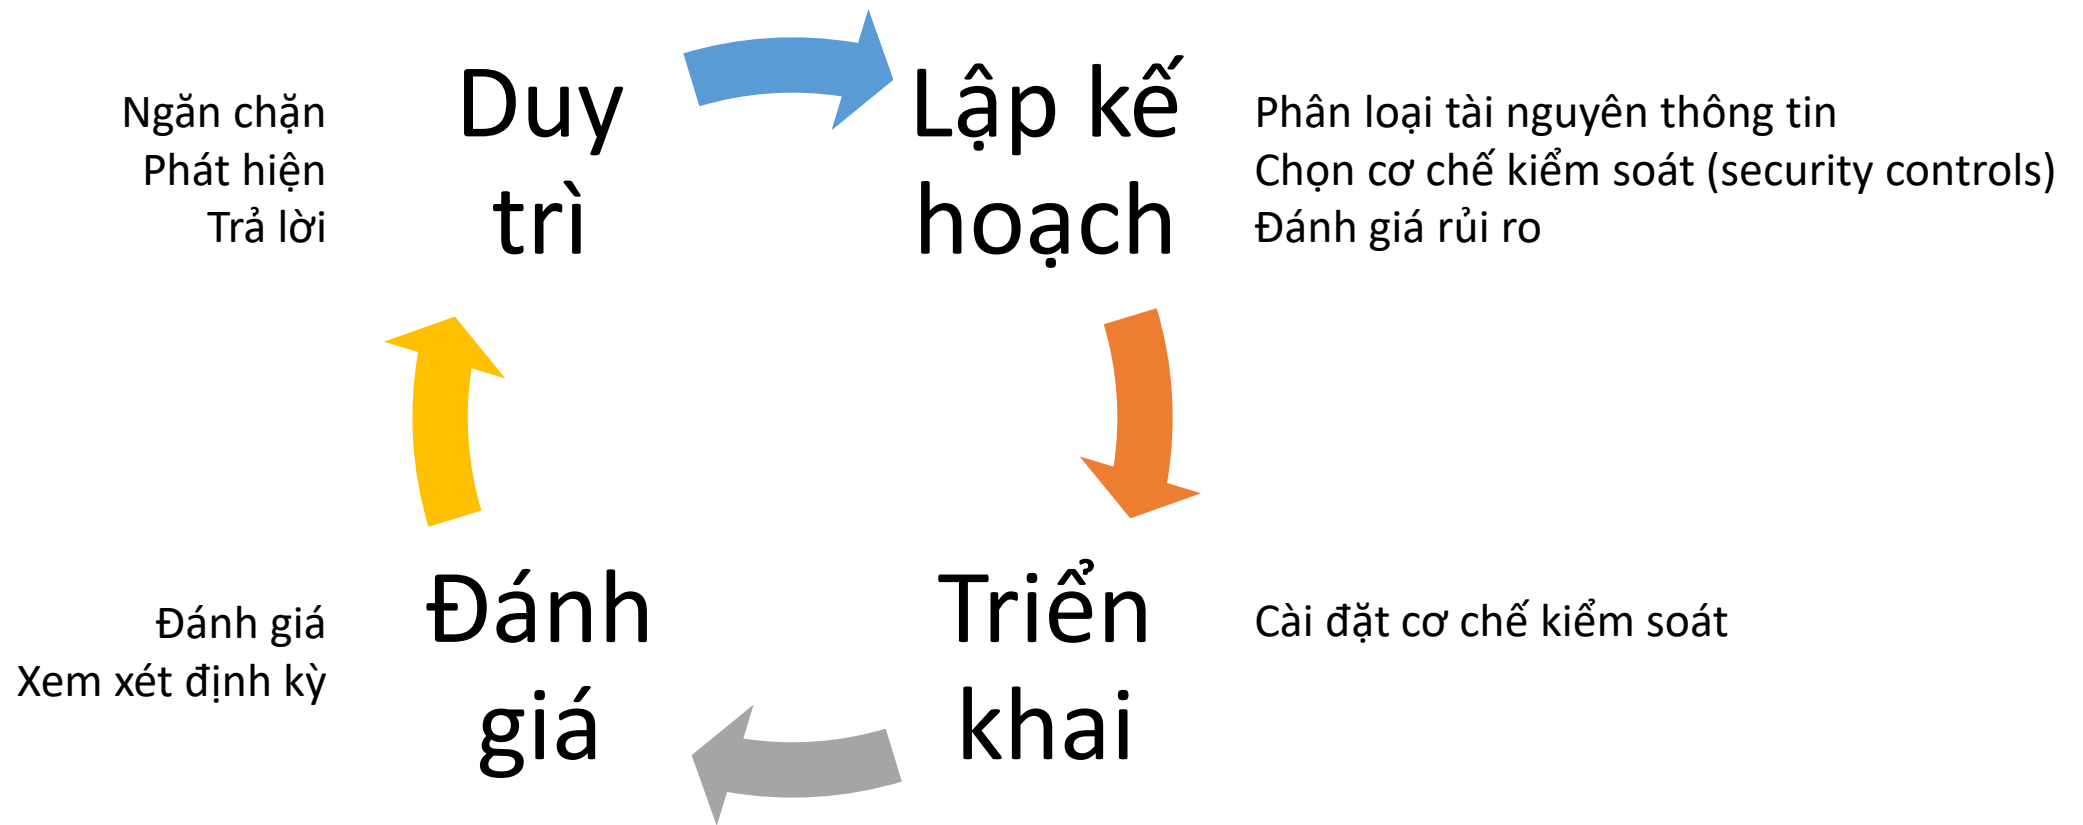 Ngăn chặn
Phát hiện
Trả lời
Duy
trì
Lập kế
hoạch
Phân loại tài nguyên thông tin
Chọn cơ chế kiểm soát (security controls)
Đánh giá rủi ro
Đánh giá
Xem xét định kỳ
Đánh
giá
Triển
khai
Cài đặt cơ chế kiểm soát